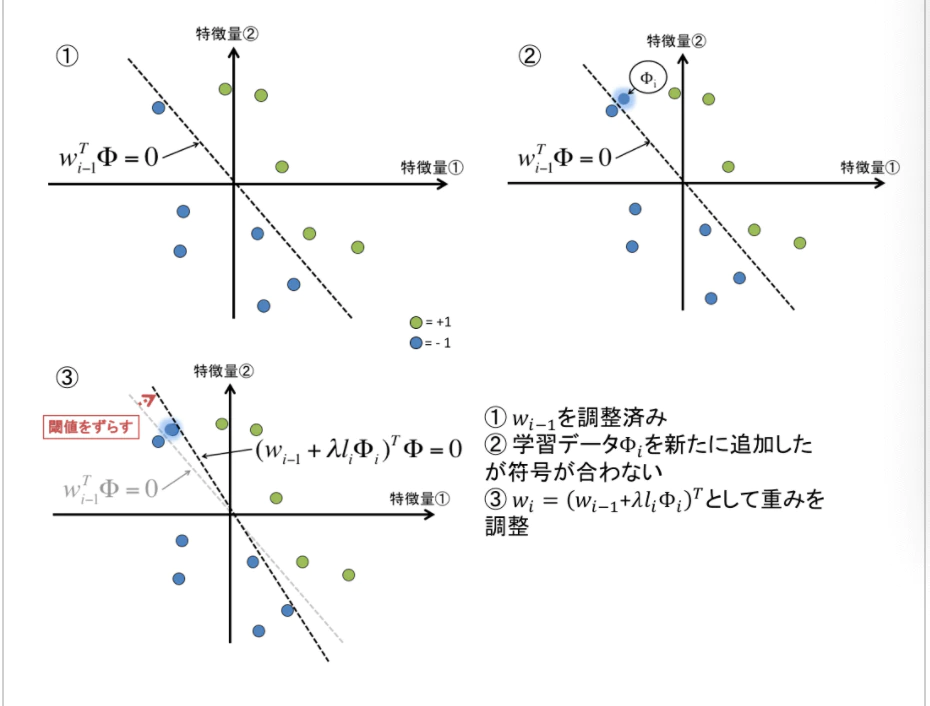 ①
特徴量②
特徴量①
$w_{i-1}^T \Phi = 0$
= +1
= - 1
②
特徴量②
Φ_i
特徴量①
$w_{i-1}^T \Phi = 0$
③
特徴量②
閾値をずらす
$(w_{i-1} + \lambda l_i \Phi_i)^T \Phi = 0$
$w_{i-1}^T \Phi = 0$
特徴量①
① $w_{i-1}$を調整済み
② 学習データ$\Phi_i$を新たに追加した
が符号が合わない
③ $w_i = (w_{i-1} + \lambda l_i \Phi_i)^T$として重みを
調整